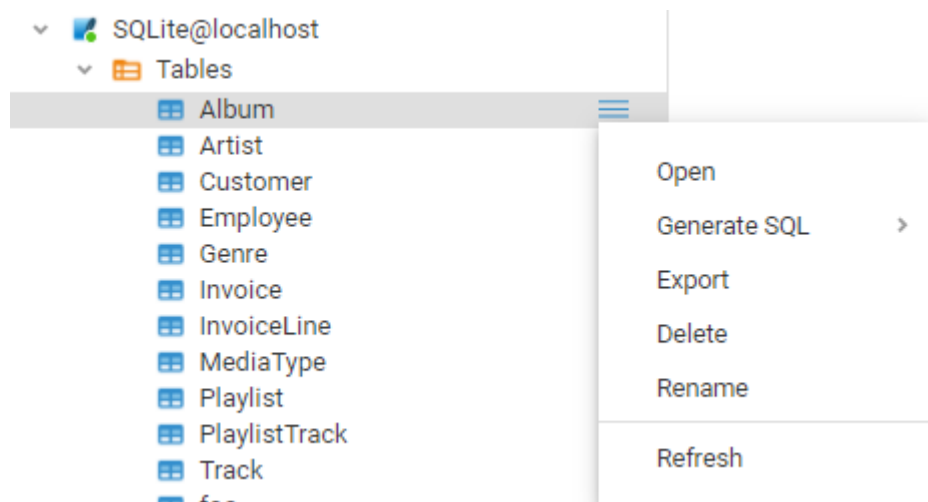 SQLite@localhost
Tables
Album
Artist
Customer
Employee
Genre
Invoice
InvoiceLine
MediaType
Playlist
PlaylistTrack
Track
Open
Generate SQL
Export
Delete
Rename
Refresh